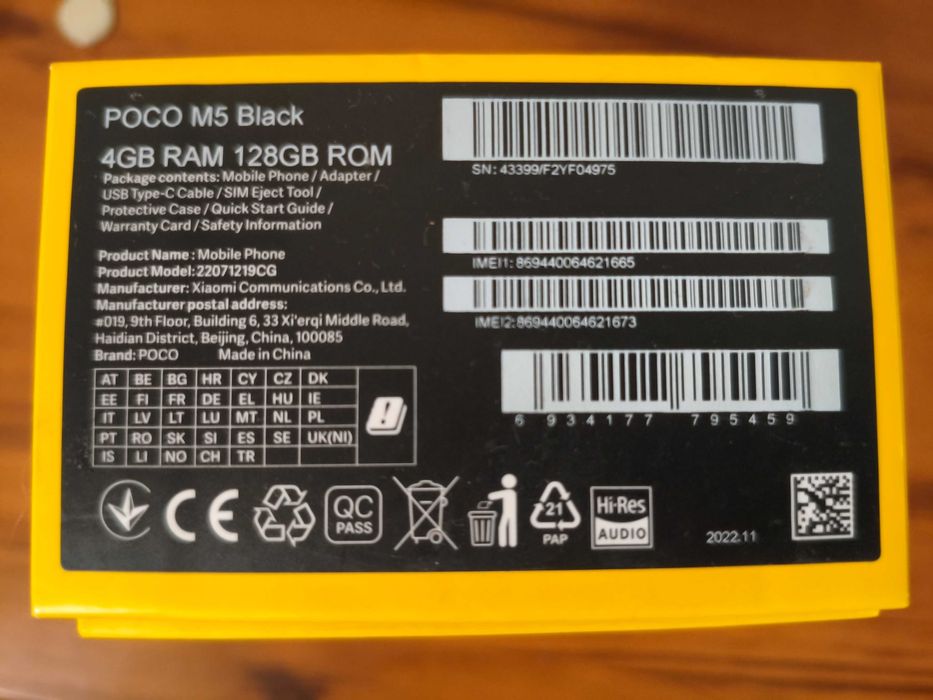 POCO M5 Black
4GB RAM 128GB ROM
Package contents: Mobile Phone / Adapter /
USB Type-C Cable / SIM Eject Tool /
Protective Case / Quick Start Guide /
Warranty Card / Safety Information
Product Name: Mobile Phone
Product Model: 22071219CG
Manufacturer: Xiaomi Communications Co., Ltd.
Manufacturer postal address:
#019, 9th Floor, Building 6, 33 Xi'erqi Middle Road,
Haidian District, Beijing, China, 100085
Brand: POCO Made in China
AT BE BG HR CY CZ DK
EE FI FR DE EL HU IE
IT LV LT LU MT NL PL
PT RO SK SI ES SE UK(NI)
IS LI NO CH TR
SN: 43399/F2YF04975
IMEI1: 869440064621665
IMEI2: 869440064621673
6 934177 795459
CE
QC
PASS
21
PAP
Hi-Res
AUDIO
2022.11